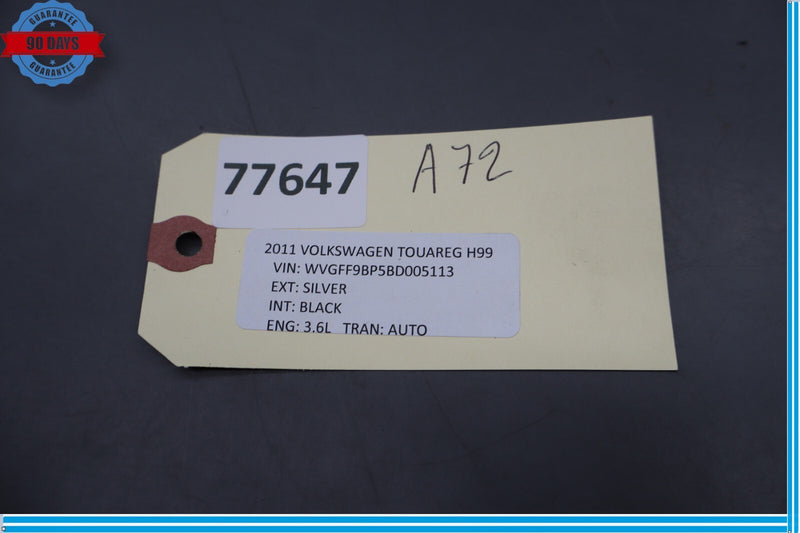 GUARANTEE
90 DAYS
GUARANTEE
77647
A72
2011 VOLKSWAGEN TOUAREG H99
VIN: WVGFF9BP5BD005113
EXT: SILVER
INT: BLACK
ENG: 3.6L TRAN: AUTO